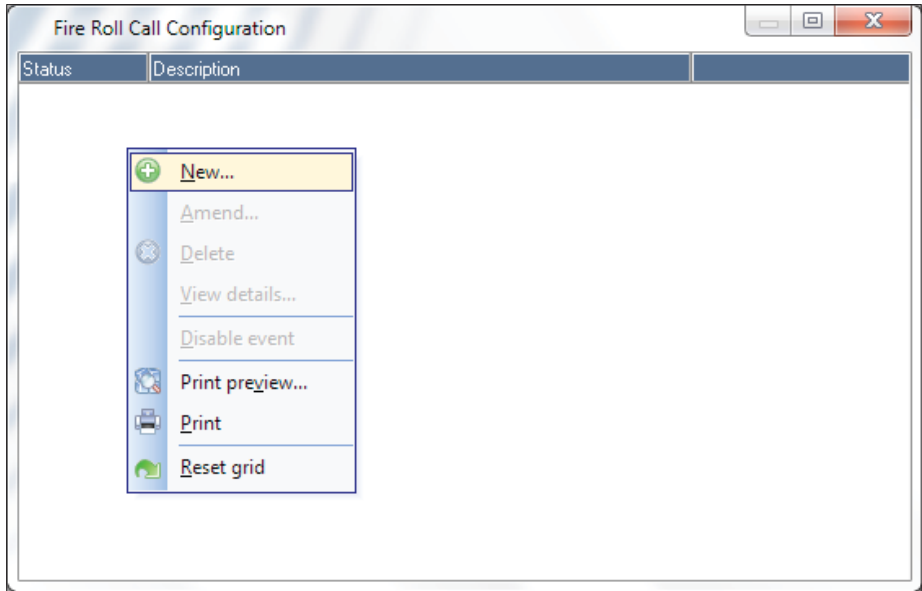 Fire Roll Call Configuration
Status Description
New...
Amend...
Delete
View details...
Disable event
Print preview...
Print
Reset grid